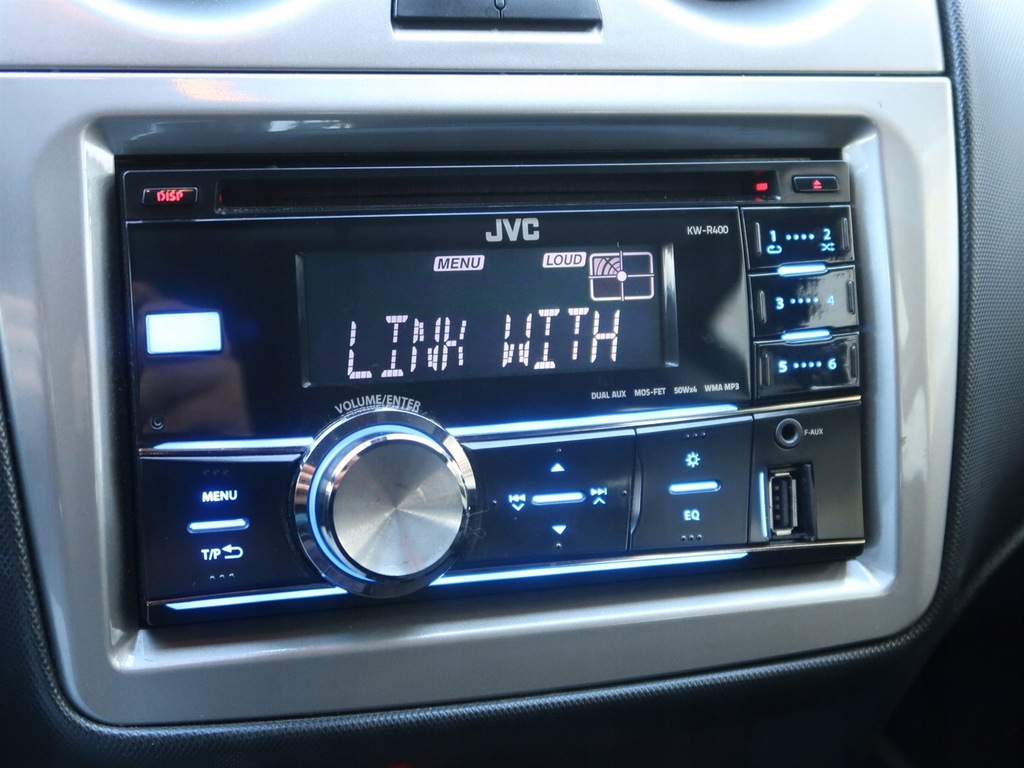 DISP
JVC
KW-R400
MENU LOUD
LINK WITH
1 2
3 4
5 6
DUAL AUX MOS-FET 50Wx4 WMA MP3
VOLUME/ENTER
F-AUX
MENU
T/P
EQ